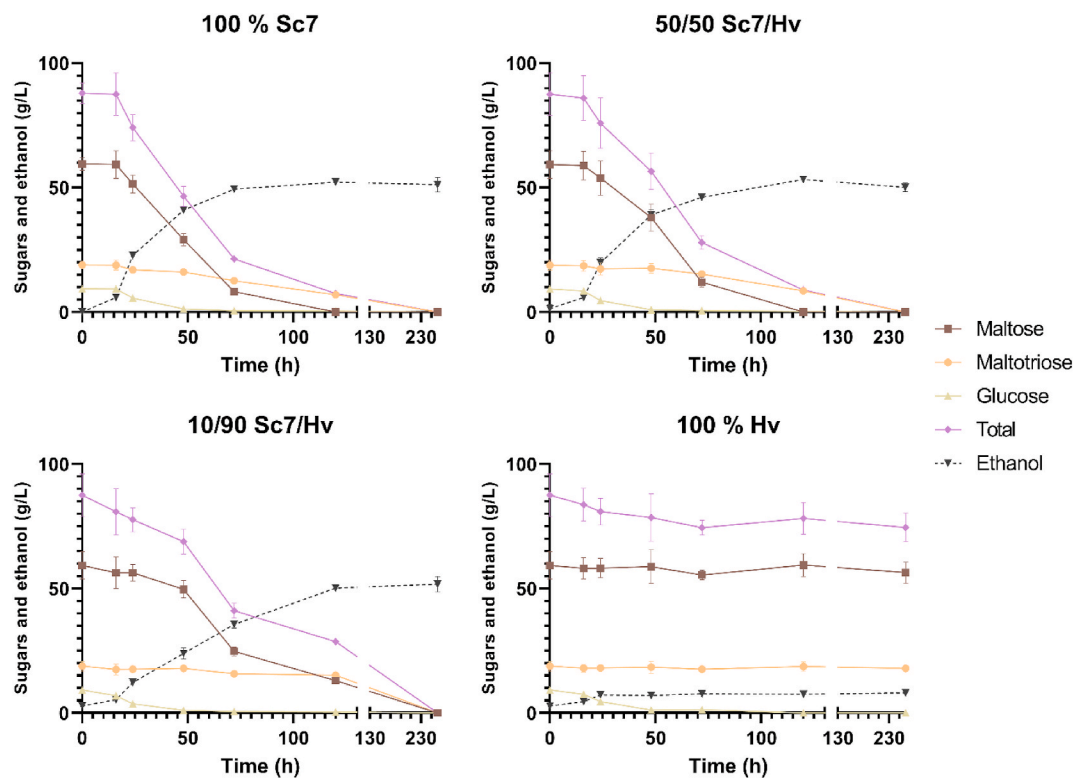 100 % Sc7
50/50 Sc7/Hv
Sugars and ethanol (g/L)
100
50
0
0 50 100 130 230
Time (h)
Sugars and ethanol (g/L)
100
50
0
0 50 100 130 230
Time (h)
Maltose
Maltotriose
Glucose
Total
Ethanol
10/90 Sc7/Hv
100 % Hv
Sugars and ethanol (g/L)
100
50
0
0 50 100 130 230
Time (h)
Sugars and ethanol (g/L)
100
50
0
0 50 100 130 230
Time (h)